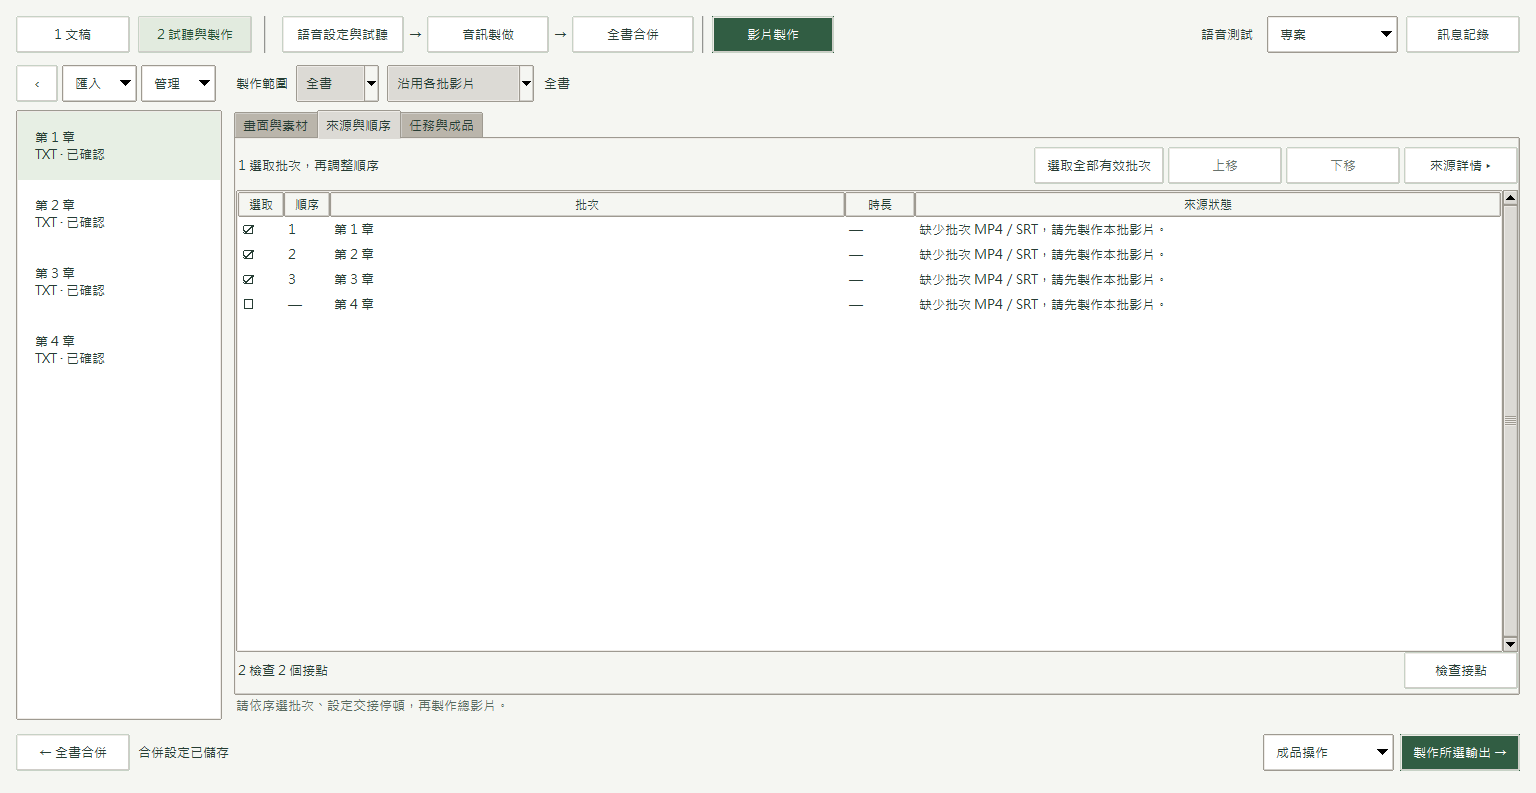 1 文稿 2 試聽與製作 語音設定與試聽 → 音訊製做 → 全書合併 影片製作 語音測試 專案 訊息記錄
‹ 匯入 管理 製作範圍 全書 沿用各批影片 全書
第 1 章
TXT · 已確認
第 2 章
TXT · 已確認
第 3 章
TXT · 已確認
第 4 章
TXT · 已確認
畫面與素材 來源與順序 任務與成品
1 選取批次，再調整順序 選取全部有效批次 上移 下移 來源詳情 ▸
選取 順序 批次 時長 來源狀態
☑ 1 第 1 章 — 缺少批次 MP4 / SRT，請先製作本批影片。
☑ 2 第 2 章 — 缺少批次 MP4 / SRT，請先製作本批影片。
☑ 3 第 3 章 — 缺少批次 MP4 / SRT，請先製作本批影片。
☐ — 第 4 章 — 缺少批次 MP4 / SRT，請先製作本批影片。
2 檢查 2 個接點 檢查接點
請依序選批次、設定交接停頓，再製作總影片。
← 全書合併 合併設定已儲存 成品操作 製作所選輸出 →